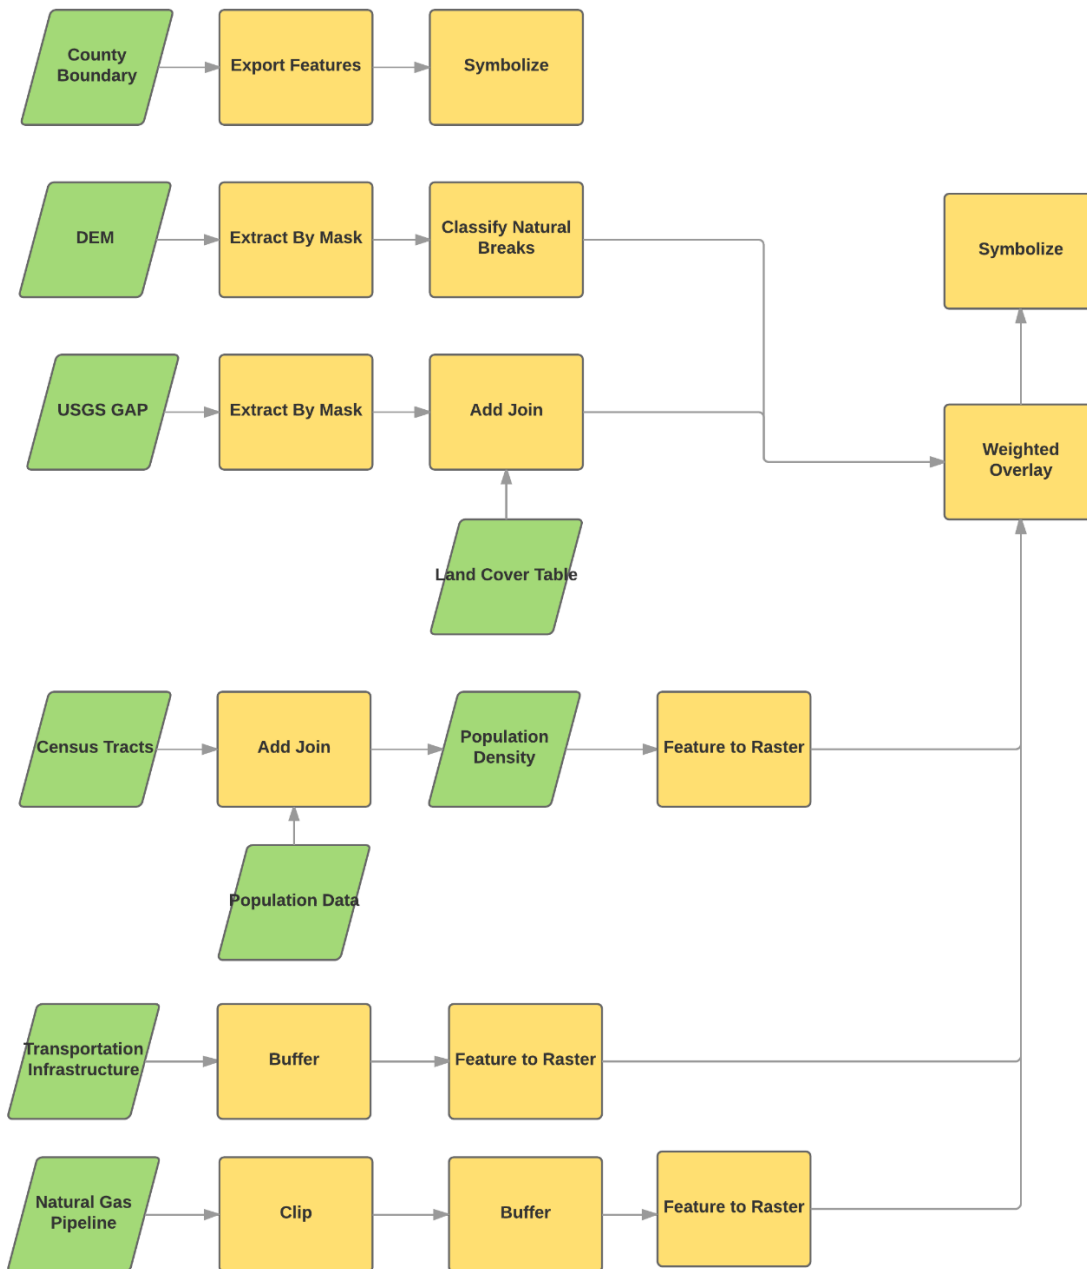 County
Boundary
Export Features
Symbolize
DEM
Extract By Mask
Classify Natural
Breaks
Symbolize
USGS GAP
Extract By Mask
Add Join
Weighted
Overlay
Land Cover Table
Census Tracts
Add Join
Population
Density
Feature to Raster
Population Data
Transportation
Infrastructure
Buffer
Feature to Raster
Natural Gas
Pipeline
Clip
Buffer
Feature to Raster